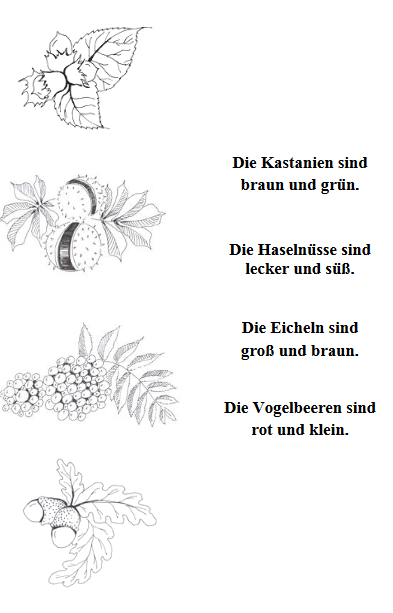 Die Kastanien sind
braun und grün.
Die Haselnüsse sind
lecker und süß.
Die Eicheln sind
groß und braun.
Die Vogelbeeren sind
rot und klein.